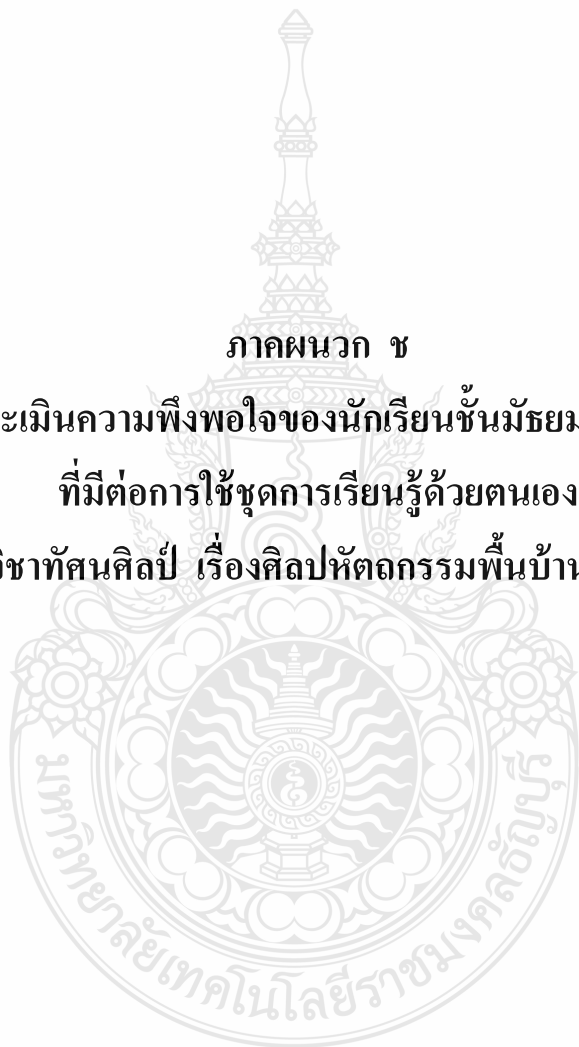 ภาคผนวก ช
ะเมินความพึงพอใจของนักเรียนชั้นมัธยม
ที่มีต่อการใช้ชุดการเรียนรู้ด้วยตนเอง
วิชาทัศนศิลป์ เรื่องศิลปหัตถกรรมพื้นบ้าน
มหาวิทยาลัยเทคโนโลยีราชมงคลธัญบุรี